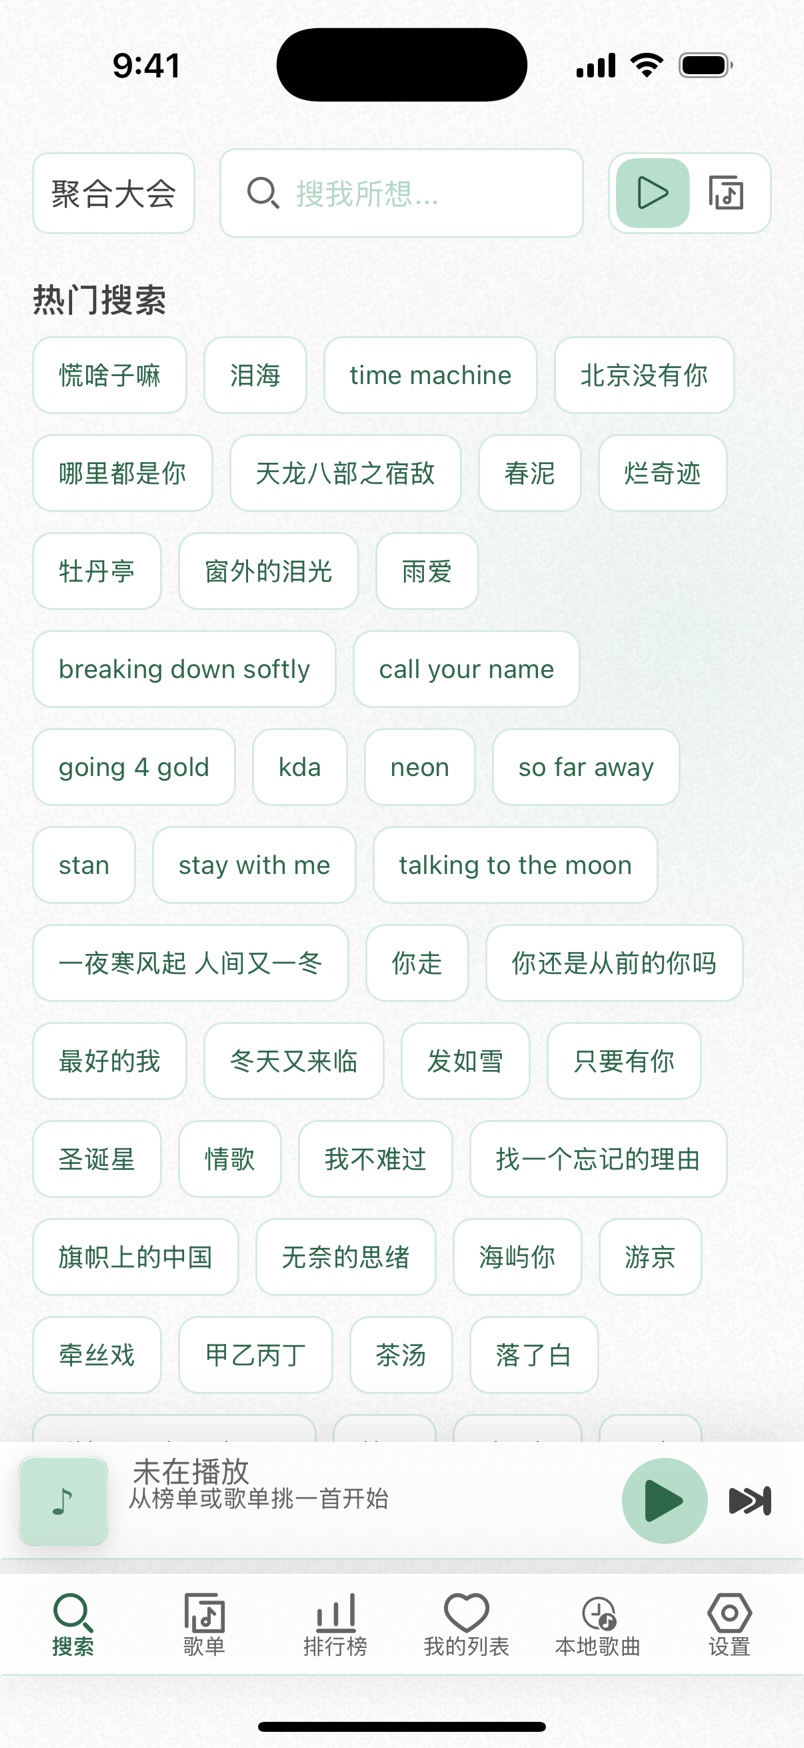 9:41
聚合大会
搜我所想...
热门搜索
慌啥子嘛 泪海 time machine 北京没有你
哪里都是你 天龙八部之宿敌 春泥 烂奇迹
牡丹亭 窗外的泪光 雨爱
breaking down softly call your name
going 4 gold kda neon so far away
stan stay with me talking to the moon
一夜寒风起 人间又一冬 你走 你还是从前的你吗
最好的我 冬天又来临 发如雪 只要有你
圣诞星 情歌 我不难过 找一个忘记的理由
旗帜上的中国 无奈的思绪 海屿你 游京
牵丝戏 甲乙丙丁 茶汤 落了白
未在播放
从榜单或歌单挑一首开始
搜索 歌单 排行榜 我的列表 本地歌曲 设置